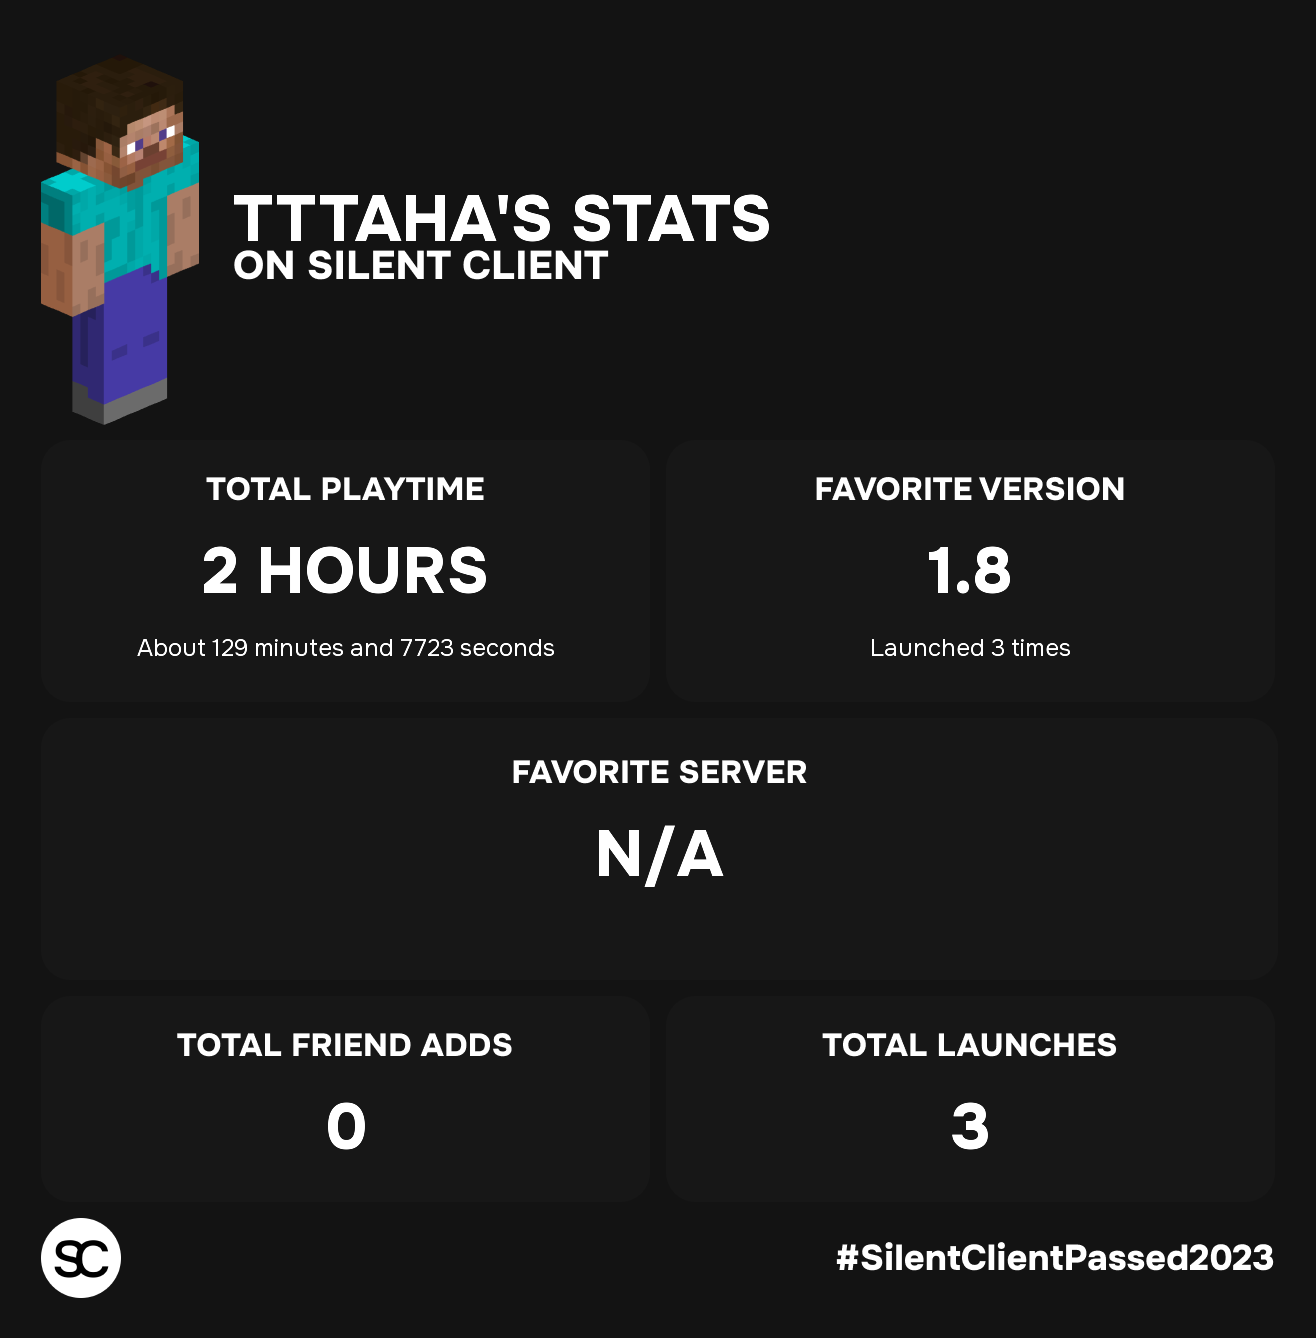 TTTAHA'S STATS
ON SILENT CLIENT
TOTAL PLAYTIME
2 HOURS
About 129 minutes and 7723 seconds
FAVORITE VERSION
1.8
Launched 3 times
FAVORITE SERVER
N/A
TOTAL FRIEND ADDS
0
TOTAL LAUNCHES
3
SC
#SilentClientPassed2023